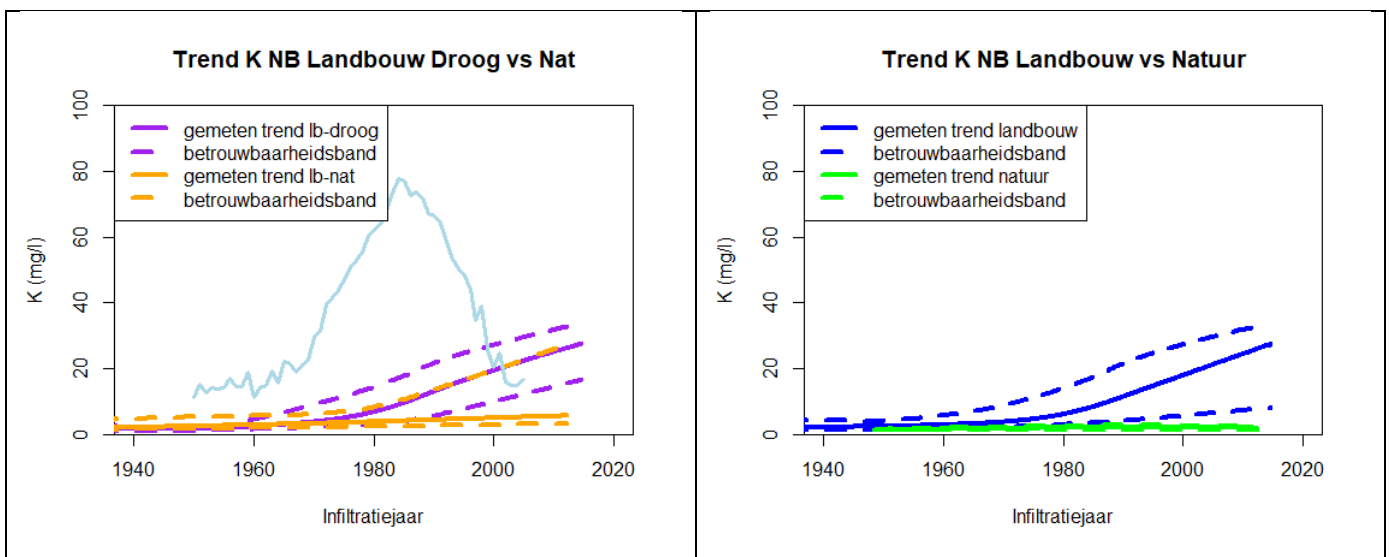 Trend K NB Landbouw Droog vs Nat
gemeten trend lb-droog
betrouwbaarheidsband
gemeten trend lb-nat
betrouwbaarheidsband
K (mg/l)
100
80
60
40
20
0
1940 1960 1980 2000 2020
Infiltratiejaar
Trend K NB Landbouw vs Natuur
gemeten trend landbouw
betrouwbaarheidsband
gemeten trend natuur
betrouwbaarheidsband
K (mg/l)
100
80
60
40
20
0
1940 1960 1980 2000 2020
Infiltratiejaar